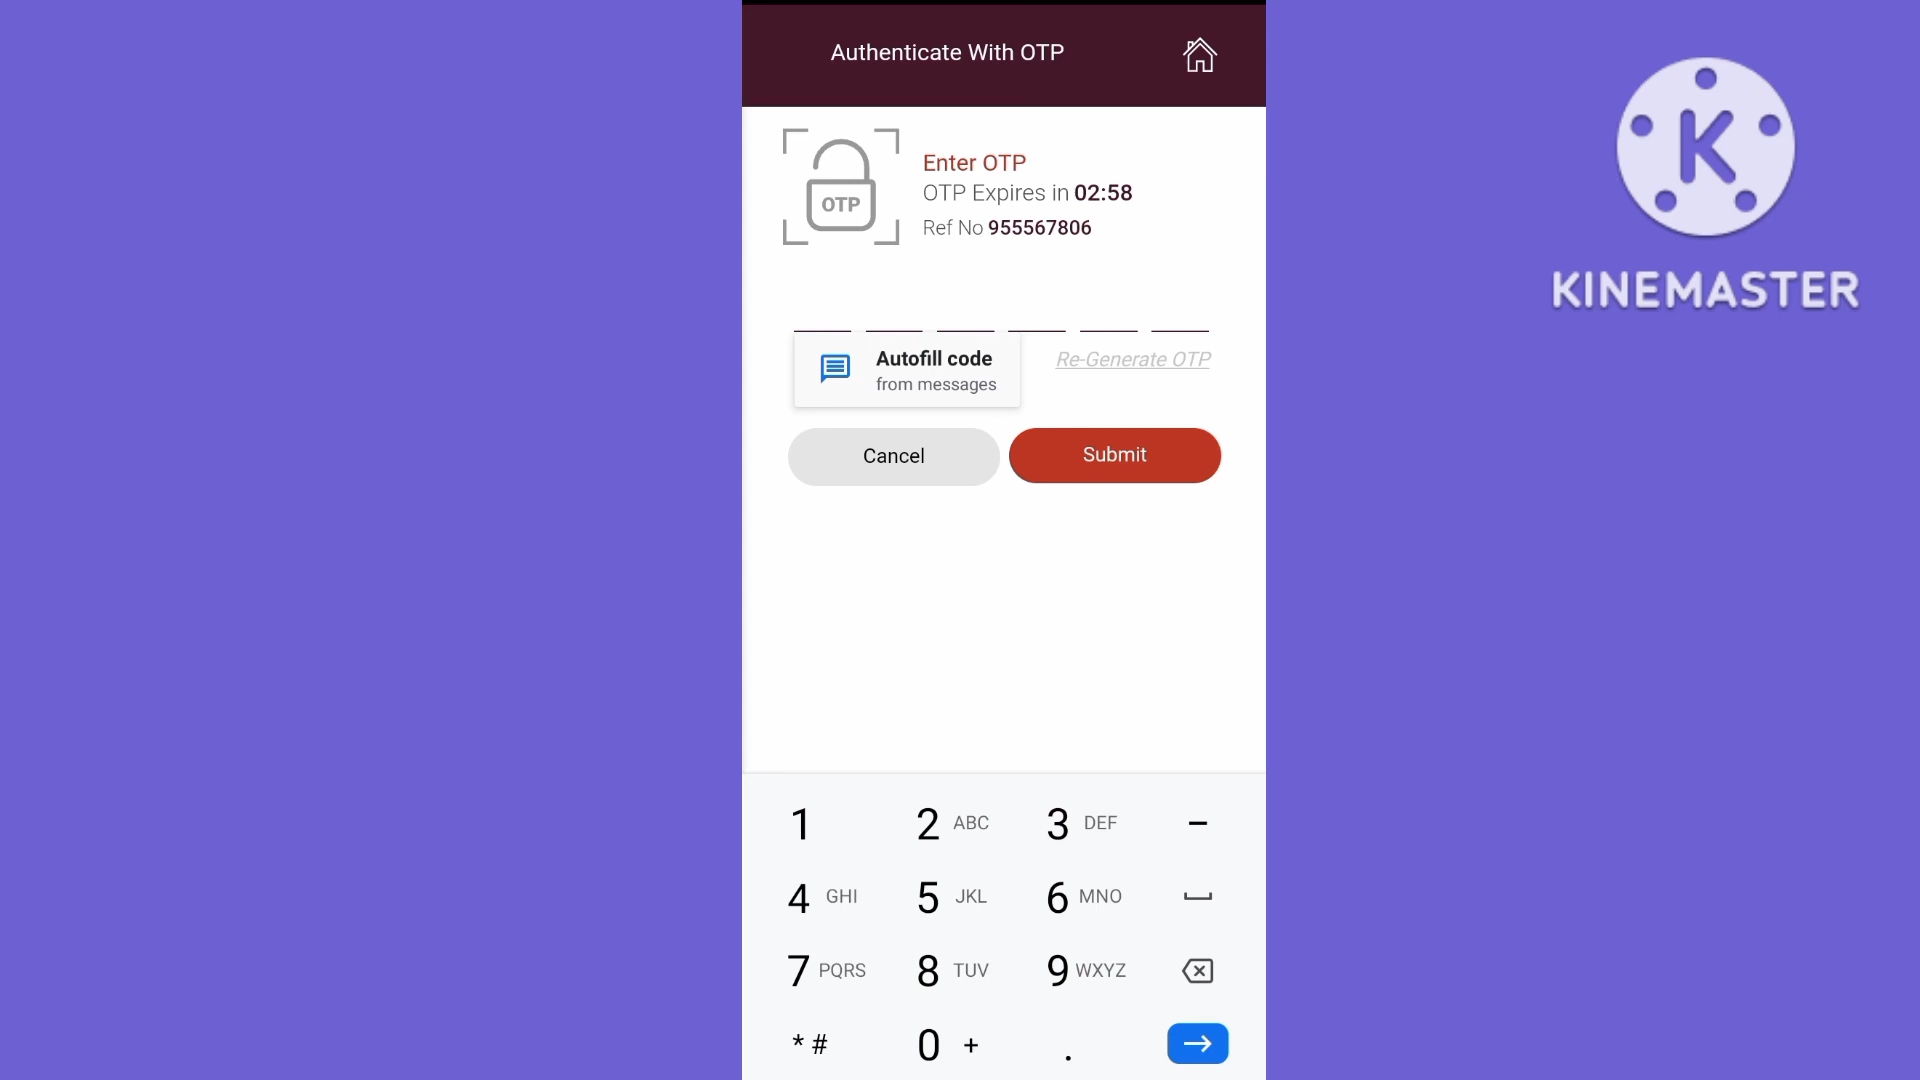 Authenticate With OTP
K
KINEMASTER
OTP
Enter OTP
OTP Expires in 02:58
Ref No 955567806
Autofill code
from messages
Re-Generate OTP
Cancel
Submit
1 2 ABC 3 DEF -
4 GHI 5 JKL 6 MNO
7 PQRS 8 TUV 9 WXYZ
* # 0 + .